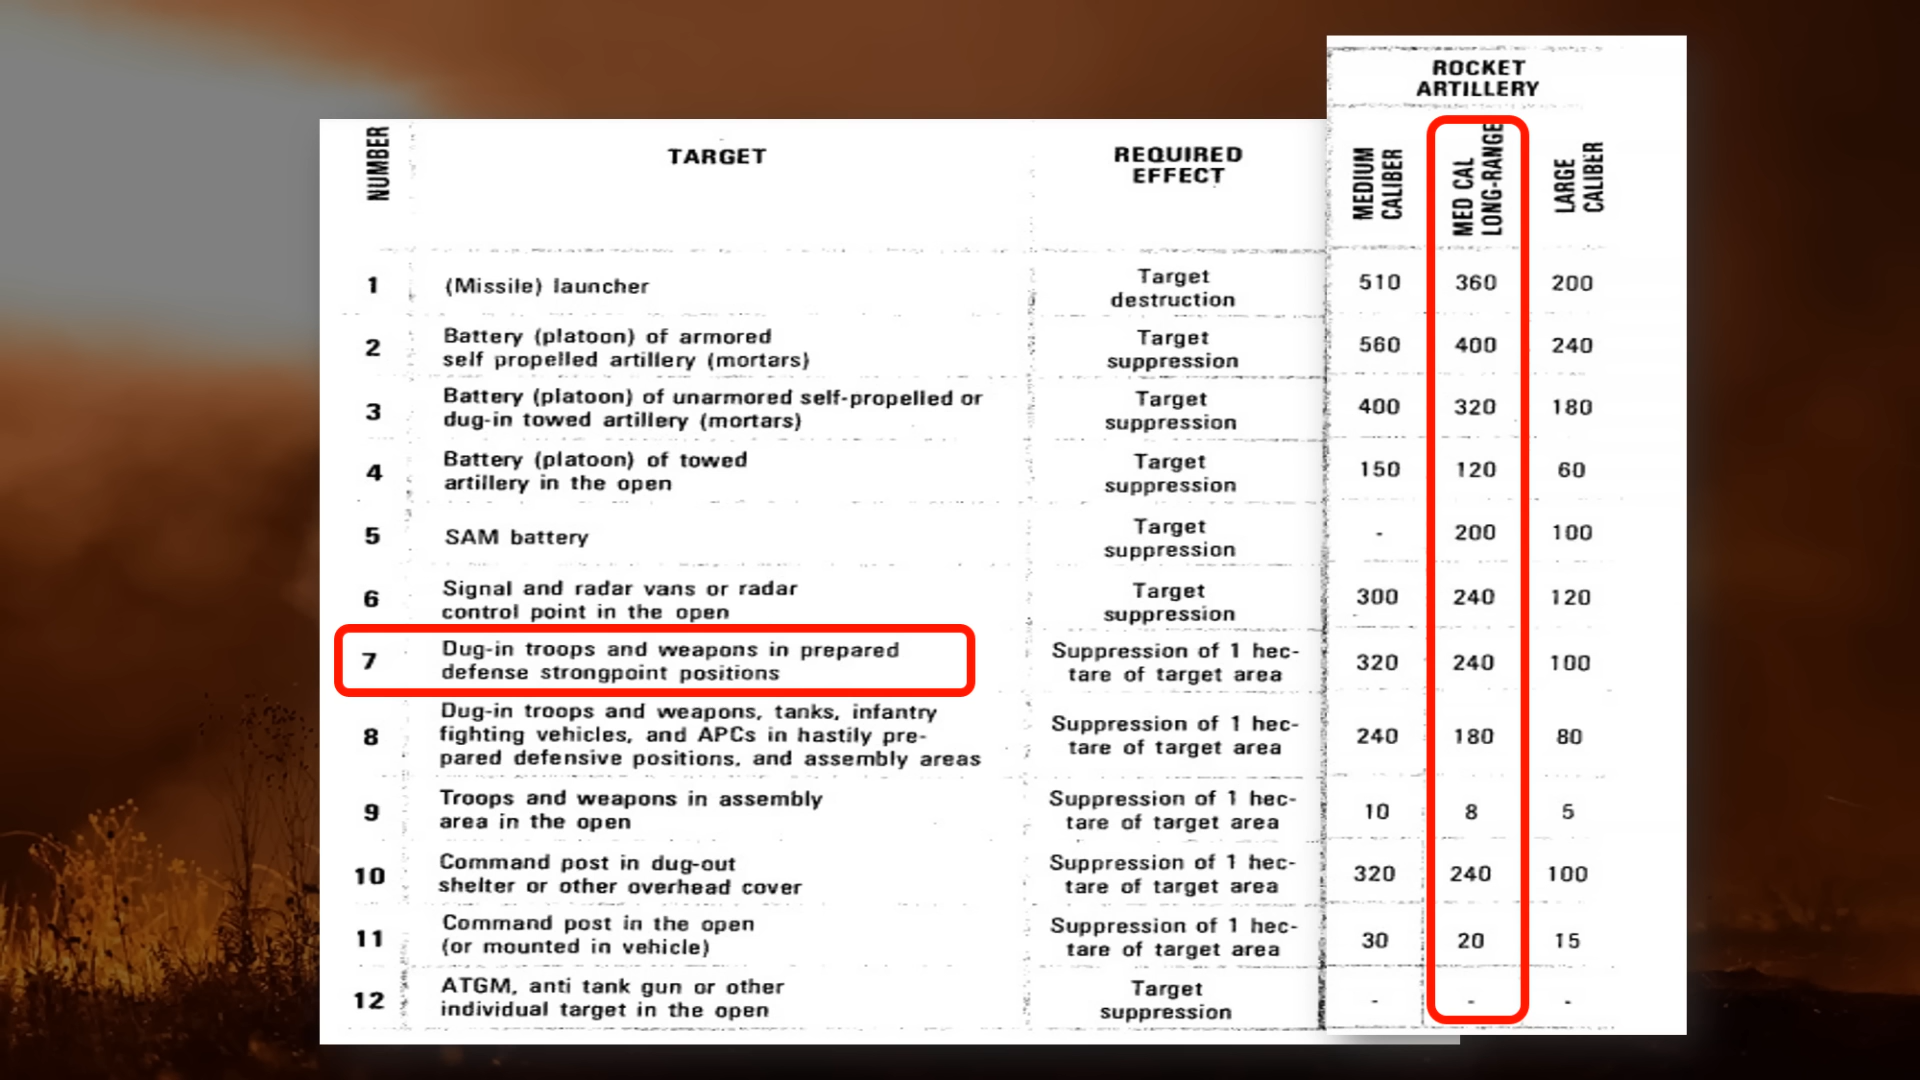 ROCKET
ARTILLERY
NUMBER
TARGET
REQUIRED
EFFECT
MEDIUM
CALIBER
MED CAL
LONG-RANGE
LARGE
CALIBER
1 (Missile) launcher Target destruction 510 360 200
2 Battery (platoon) of armored
self propelled artillery (mortars) Target suppression 560 400 240
3 Battery (platoon) of unarmored self-propelled or
dug-in towed artillery (mortars) Target suppression 400 320 180
4 Battery (platoon) of towed
artillery in the open Target suppression 150 120 60
5 SAM battery Target suppression - 200 100
6 Signal and radar vans or radar
control point in the open Target suppression 300 240 120
7 Dug-in troops and weapons in prepared
defense strongpoint positions Suppression of 1 hec-
tare of target area 320 240 100
8 Dug-in troops and weapons, tanks, infantry
fighting vehicles, and APCs in hastily pre-
pared defensive positions, and assembly areas Suppression of 1 hec-
tare of target area 240 180 80
9 Troops and weapons in assembly
area in the open Suppression of 1 hec-
tare of target area 10 8 5
10 Command post in dug-out
shelter or other overhead cover Suppression of 1 hec-
tare of target area 320 240 100
11 Command post in the open
(or mounted in vehicle) Suppression of 1 hec-
tare of target area 30 20 15
12 ATGM, anti tank gun or other
individual target in the open Target suppression - - -